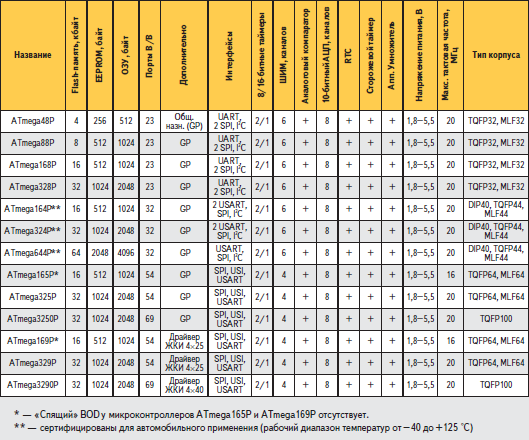 Название Flash-память, кбайт EEPROM, байт ОЗУ, байт Порты В/В Дополнительно Интерфейсы 8/16-битные таймеры ШИМ, каналов Аналоговый компаратор 10-битный АЦП, каналов RTC Сторожевой таймер Апп. Умножитель Напряжение питания, В Макс. тактовая частота, МГц Тип корпуса
ATmega48P 4 256 512 23 Общ. назн. (GP) UART, 2 SPI, I²C 2/1 6 + 8 + + + 1,8—5,5 20 TQFP32, MLF32
ATmega88P 8 512 1024 23 GP UART, 2 SPI, I²C 2/1 6 + 8 + + + 1,8—5,5 20 TQFP32, MLF32
ATmega168P 16 512 1024 23 GP UART, 2 SPI, I²C 2/1 6 + 8 + + + 1,8—5,5 20 TQFP32, MLF32
ATmega328P 32 1024 2048 23 GP UART, 2 SPI, I²C 2/1 6 + 8 + + + 1,8—5,5 20 TQFP32, MLF32
ATmega164P** 16 512 1024 32 GP 2 USART, SPI, I²C 2/1 6 + 8 + + + 1,8—5,5 20 DIP40, TQFP44, MLF44
ATmega324P** 32 1024 2048 32 GP 2 USART, SPI, I²C 2/1 6 + 8 + + + 1,8—5,5 20 DIP40, TQFP44, MLF44
ATmega644P** 64 2048 4096 32 GP USART, SPI, I²C 2/1 6 + 8 + + + 1,8—5,5 20 DIP40, TQFP44, MLF44
ATmega165P* 16 512 1024 54 GP SPI, USI, USART 2/1 4 + 8 + + + 1,8—5,5 16 TQFP64, MLF64
ATmega325P 32 1024 2048 54 GP SPI, USI, USART 2/1 4 + 8 + + + 1,8—5,5 20 TQFP64, MLF64
ATmega3250P 32 1024 2048 69 GP SPI, USI, USART 2/1 4 + 8 + + + 1,8—5,5 20 TQFP100
ATmega169P* 16 512 1024 54 Драйвер ЖКИ 4×25 SPI, USI, USART 2/1 4 + 8 + + + 1,8—5,5 16 TQFP64, MLF64
ATmega329P 32 1024 2048 54 Драйвер ЖКИ 4×25 SPI, USI, USART 2/1 4 + 8 + + + 1,8—5,5 20 TQFP64, MLF64
ATmega3290P 32 1024 2048 69 Драйвер ЖКИ 4×40 SPI, USI, USART 2/1 4 + 8 + + + 1,8—5,5 20 TQFP100
* — «Спящий» BOD у микроконтроллеров ATmega165P и ATmega169P отсутствует.
** — сертифицированы для автомобильного применения (рабочий диапазон температур от −40 до +125 °С)